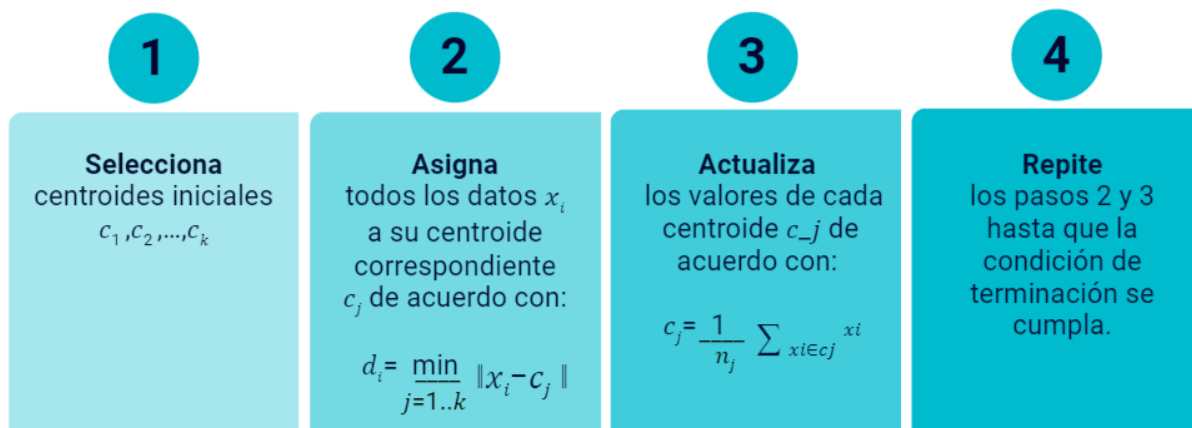 1
Selecciona
centroides iniciales
c₁,c₂,...,cₖ
2
Asigna
todos los datos xᵢ
a su centroide
correspondiente
cⱼ de acuerdo con:
dᵢ= min ‖xᵢ−cⱼ‖
j=1..k
3
Actualiza
los valores de cada
centroide c_j de
acuerdo con:
cⱼ= 1 ∑ xi∈cj xi
nⱼ
4
Repite
los pasos 2 y 3
hasta que la
condición de
terminación se
cumpla.